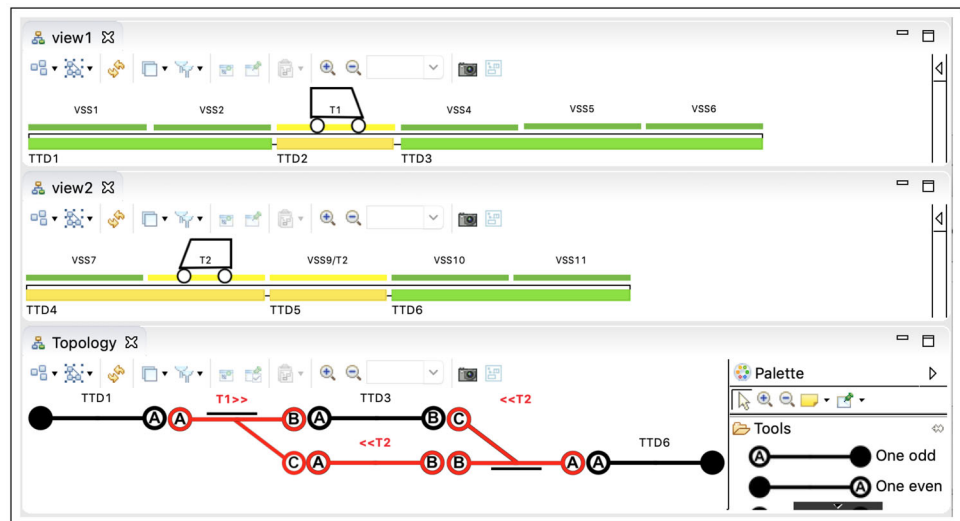 view1
VSS1 VSS2 T1 VSS4 VSS5 VSS6
TTD1 TTD2 TTD3
view2
VSS7 T2 VSS9/T2 VSS10 VSS11
TTD4 TTD5 TTD6
Topology
Palette
TTD1 T1>> TTD3 <<T2
A A B A B C
Tools
<<T2 TTD6
C A B B A A
A One odd
A One even